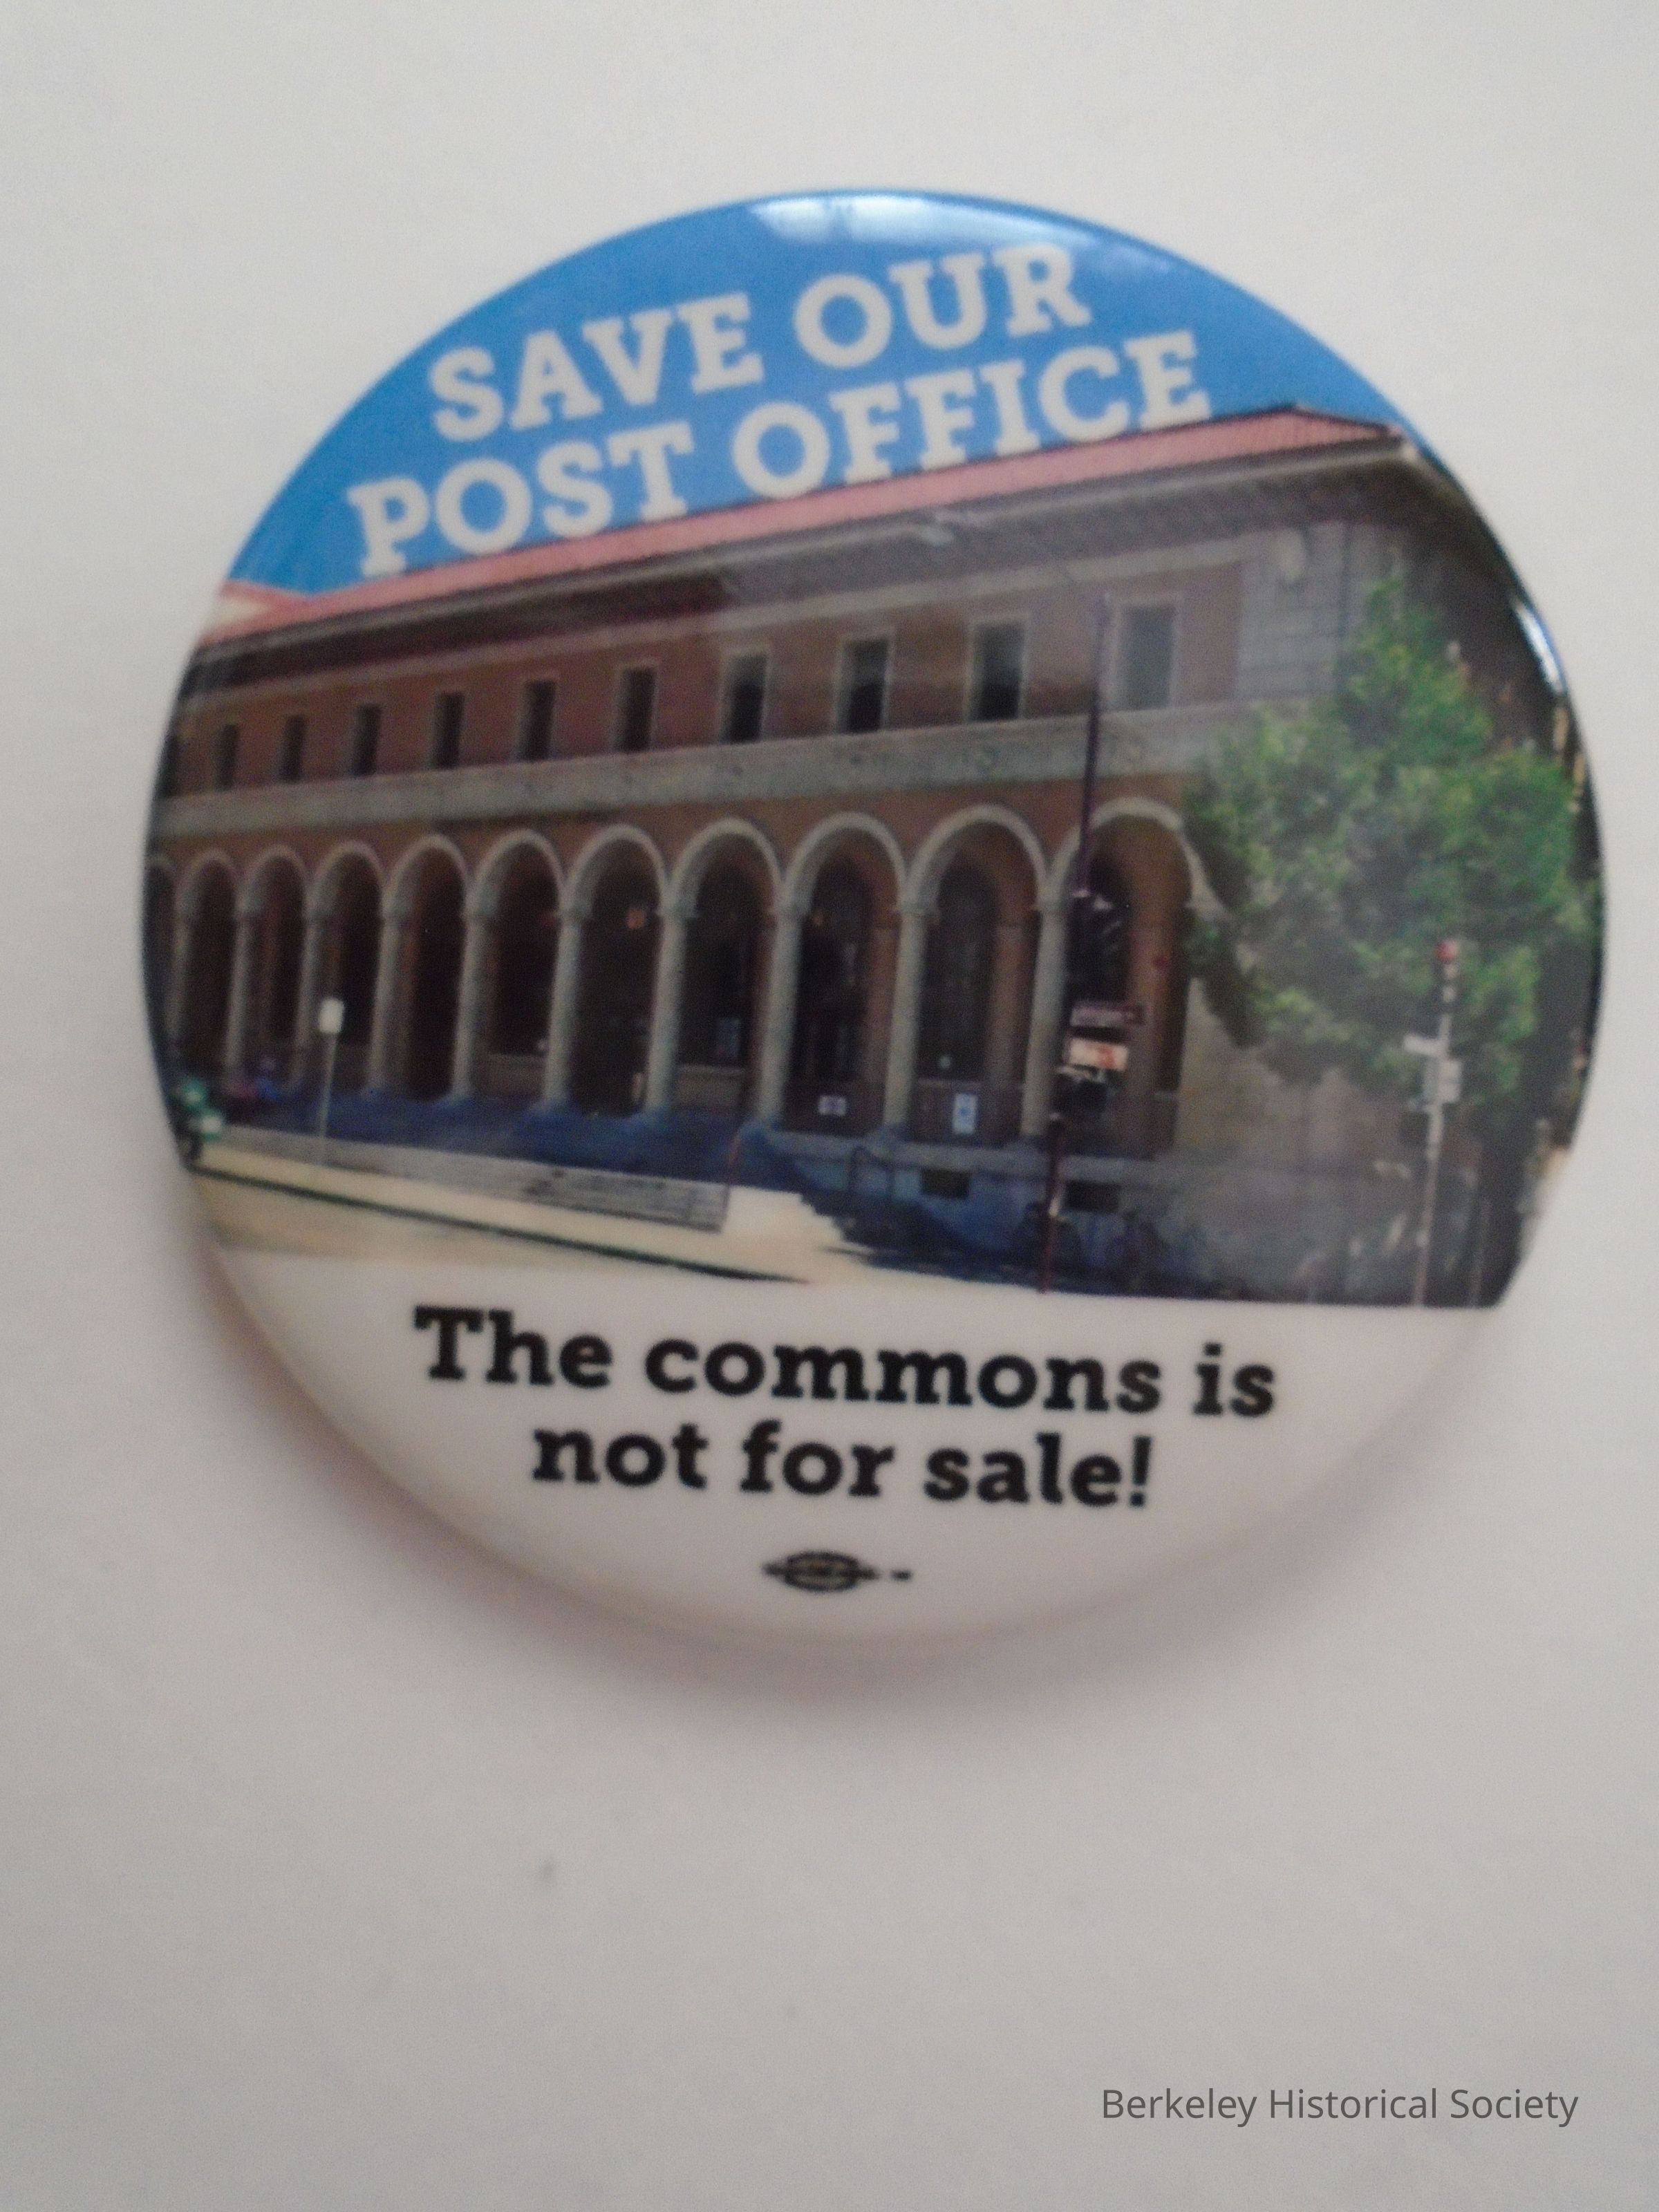 SAVE OUR
POST OFFICE
The commons is
not for sale!
Berkeley Historical Society